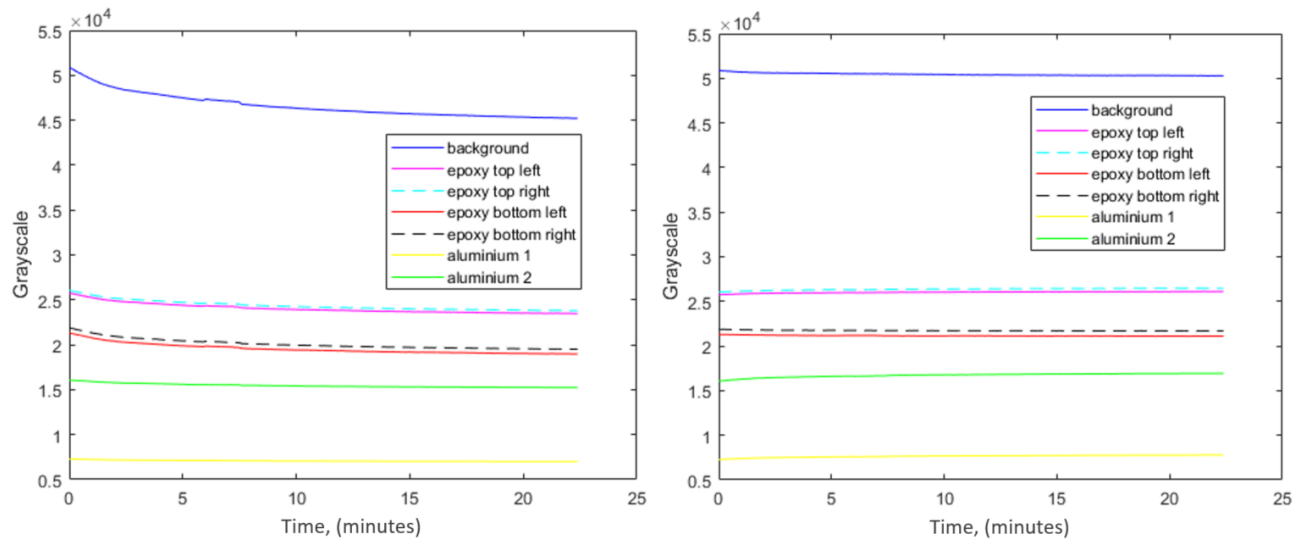 ×10⁴
5.5
5
4.5
4
3.5
3
2.5
2
1.5
1
0.5
Grayscale
background
epoxy top left
epoxy top right
epoxy bottom left
epoxy bottom right
aluminium 1
aluminium 2
0 5 10 15 20 25
Time, (minutes)
×10⁴
5.5
5
4.5
4
3.5
3
2.5
2
1.5
1
0.5
Grayscale
background
epoxy top left
epoxy top right
epoxy bottom left
epoxy bottom right
aluminium 1
aluminium 2
0 5 10 15 20 25
Time, (minutes)